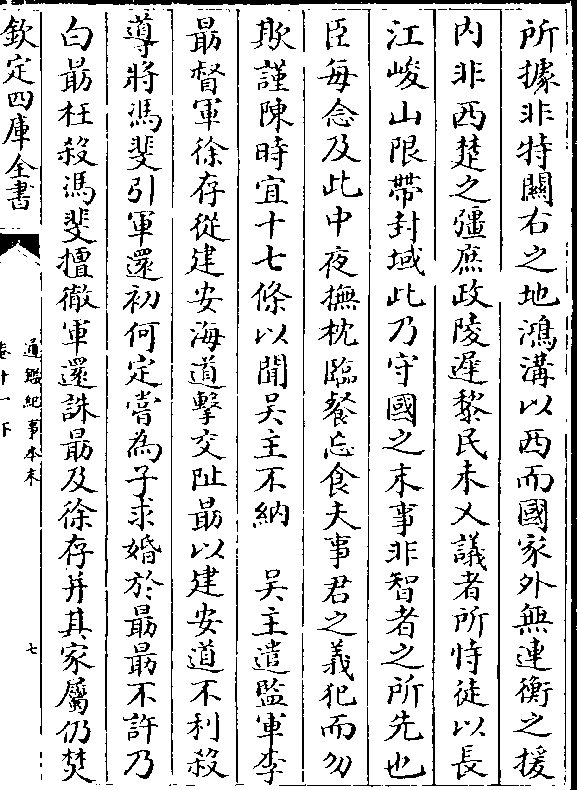 所據非特關右之地鴻溝以西而國家外無連衡之援
内非西楚之彊庶政陵遲黎民未乂議者所恃徒以長
江峻山限帶封域此乃守國之末事非智者之所先也
臣每念及此中夜撫枕臨餐忘食夫事君之義犯而勿
欺謹陳時宜十七條以聞吴主不納　吴主遣監軍李
朂督軍徐存從建安海道擊交阯朂以建安道不利殺
導將馮斐引軍還初何定嘗為子求婚於朂朂不許乃
白朂枉殺馮斐擅徹軍還誅朂及徐存并其家屬仍焚
欽定四庫全書
通鑑紀事本末
卷十一下
七